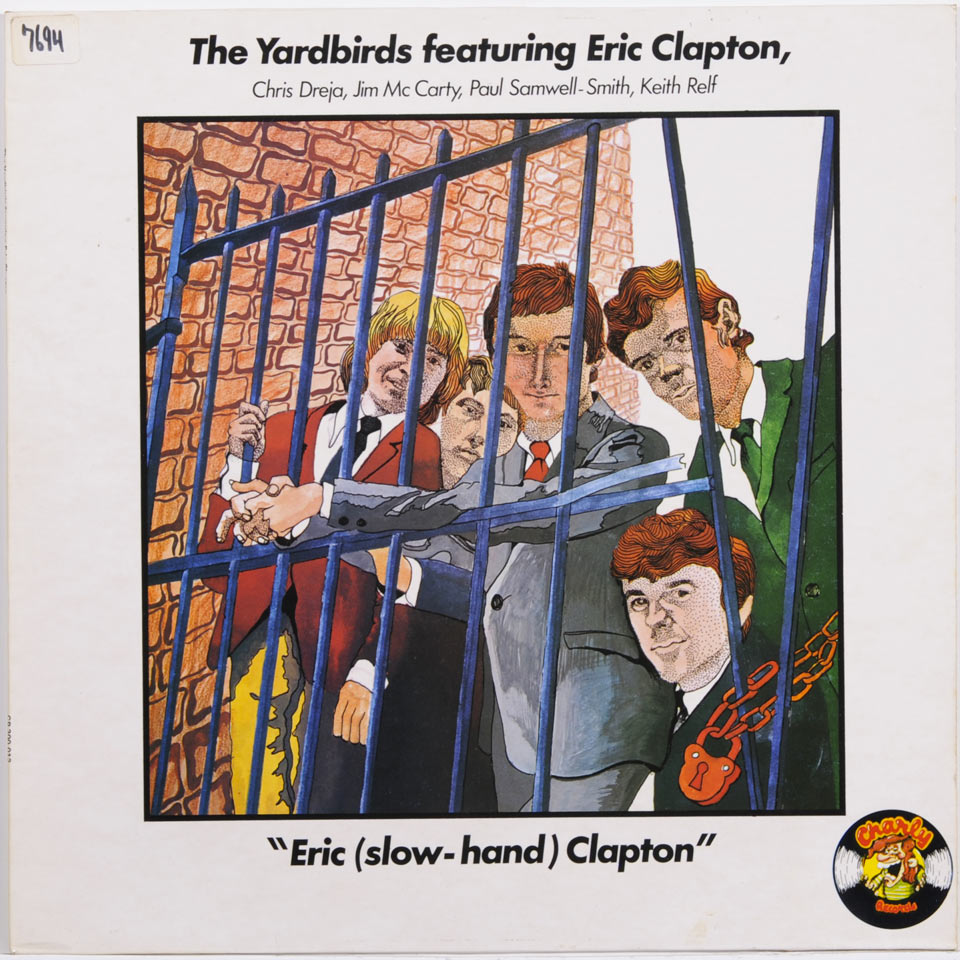 7694
The Yardbirds featuring Eric Clapton,
Chris Dreja, Jim Mc Carty, Paul Samwell-Smith, Keith Relf
"Eric (slow-hand) Clapton"
Charly
Records